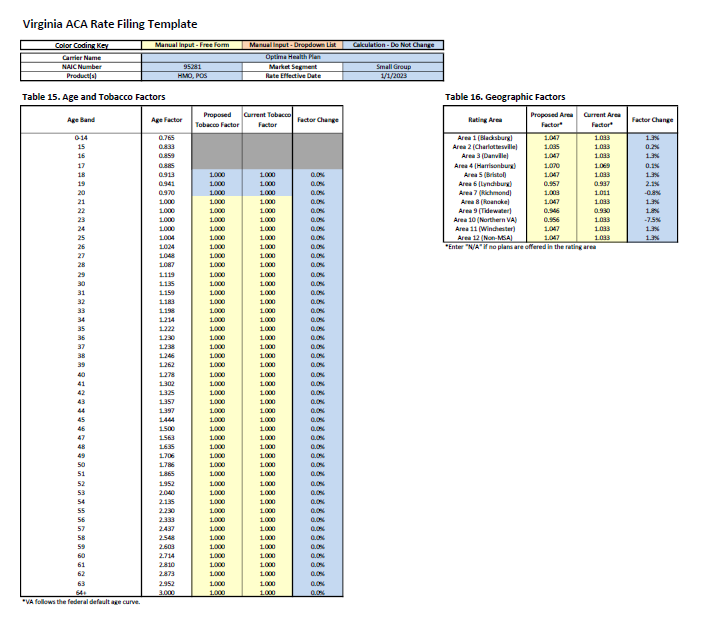 Virginia ACA Rate Filing Template
Color Coding Key Manual Input - Free Form Manual Input - Dropdown List Calculation - Do Not Change
Carrier Name Optima Health Plan
NAIC Number 95281 Market Segment Small Group
Product(s) HMO, POS Rate Effective Date 1/1/2023
Table 15. Age and Tobacco Factors
Age Band Age Factor Proposed Tobacco Factor Current Tobacco Factor Factor Change
0-14 0.765
15 0.833
16 0.859
17 0.885
18 0.913 1.000 1.000 0.0%
19 0.941 1.000 1.000 0.0%
20 0.970 1.000 1.000 0.0%
21 1.000 1.000 1.000 0.0%
22 1.000 1.000 1.000 0.0%
23 1.000 1.000 1.000 0.0%
24 1.000 1.000 1.000 0.0%
25 1.004 1.000 1.000 0.0%
26 1.024 1.000 1.000 0.0%
27 1.048 1.000 1.000 0.0%
28 1.087 1.000 1.000 0.0%
29 1.119 1.000 1.000 0.0%
30 1.135 1.000 1.000 0.0%
31 1.159 1.000 1.000 0.0%
32 1.183 1.000 1.000 0.0%
33 1.198 1.000 1.000 0.0%
34 1.214 1.000 1.000 0.0%
35 1.222 1.000 1.000 0.0%
36 1.230 1.000 1.000 0.0%
37 1.238 1.000 1.000 0.0%
38 1.246 1.000 1.000 0.0%
39 1.262 1.000 1.000 0.0%
40 1.278 1.000 1.000 0.0%
41 1.302 1.000 1.000 0.0%
42 1.325 1.000 1.000 0.0%
43 1.357 1.000 1.000 0.0%
44 1.397 1.000 1.000 0.0%
45 1.444 1.000 1.000 0.0%
46 1.500 1.000 1.000 0.0%
47 1.563 1.000 1.000 0.0%
48 1.635 1.000 1.000 0.0%
49 1.706 1.000 1.000 0.0%
50 1.786 1.000 1.000 0.0%
51 1.865 1.000 1.000 0.0%
52 1.952 1.000 1.000 0.0%
53 2.040 1.000 1.000 0.0%
54 2.135 1.000 1.000 0.0%
55 2.230 1.000 1.000 0.0%
56 2.333 1.000 1.000 0.0%
57 2.437 1.000 1.000 0.0%
58 2.548 1.000 1.000 0.0%
59 2.603 1.000 1.000 0.0%
60 2.714 1.000 1.000 0.0%
61 2.810 1.000 1.000 0.0%
62 2.873 1.000 1.000 0.0%
63 2.952 1.000 1.000 0.0%
64+ 3.000 1.000 1.000 0.0%
*VA follows the federal default age curve.
Table 16. Geographic Factors
Rating Area Proposed Area Factor* Current Area Factor* Factor Change
Area 1 (Blacksburg) 1.047 1.033 1.3%
Area 2 (Charlottesville) 1.035 1.033 0.2%
Area 3 (Danville) 1.047 1.033 1.3%
Area 4 (Harrisonburg) 1.070 1.069 0.1%
Area 5 (Bristol) 1.047 1.033 1.3%
Area 6 (Lynchburg) 0.957 0.937 2.1%
Area 7 (Richmond) 1.003 1.011 -0.8%
Area 8 (Roanoke) 1.047 1.033 1.3%
Area 9 (Tidewater) 0.946 0.930 1.8%
Area 10 (Northern VA) 0.956 1.033 -7.5%
Area 11 (Winchester) 1.047 1.033 1.3%
Area 12 (Non-MSA) 1.047 1.033 1.3%
*Enter "N/A" if no plans are offered in the rating area